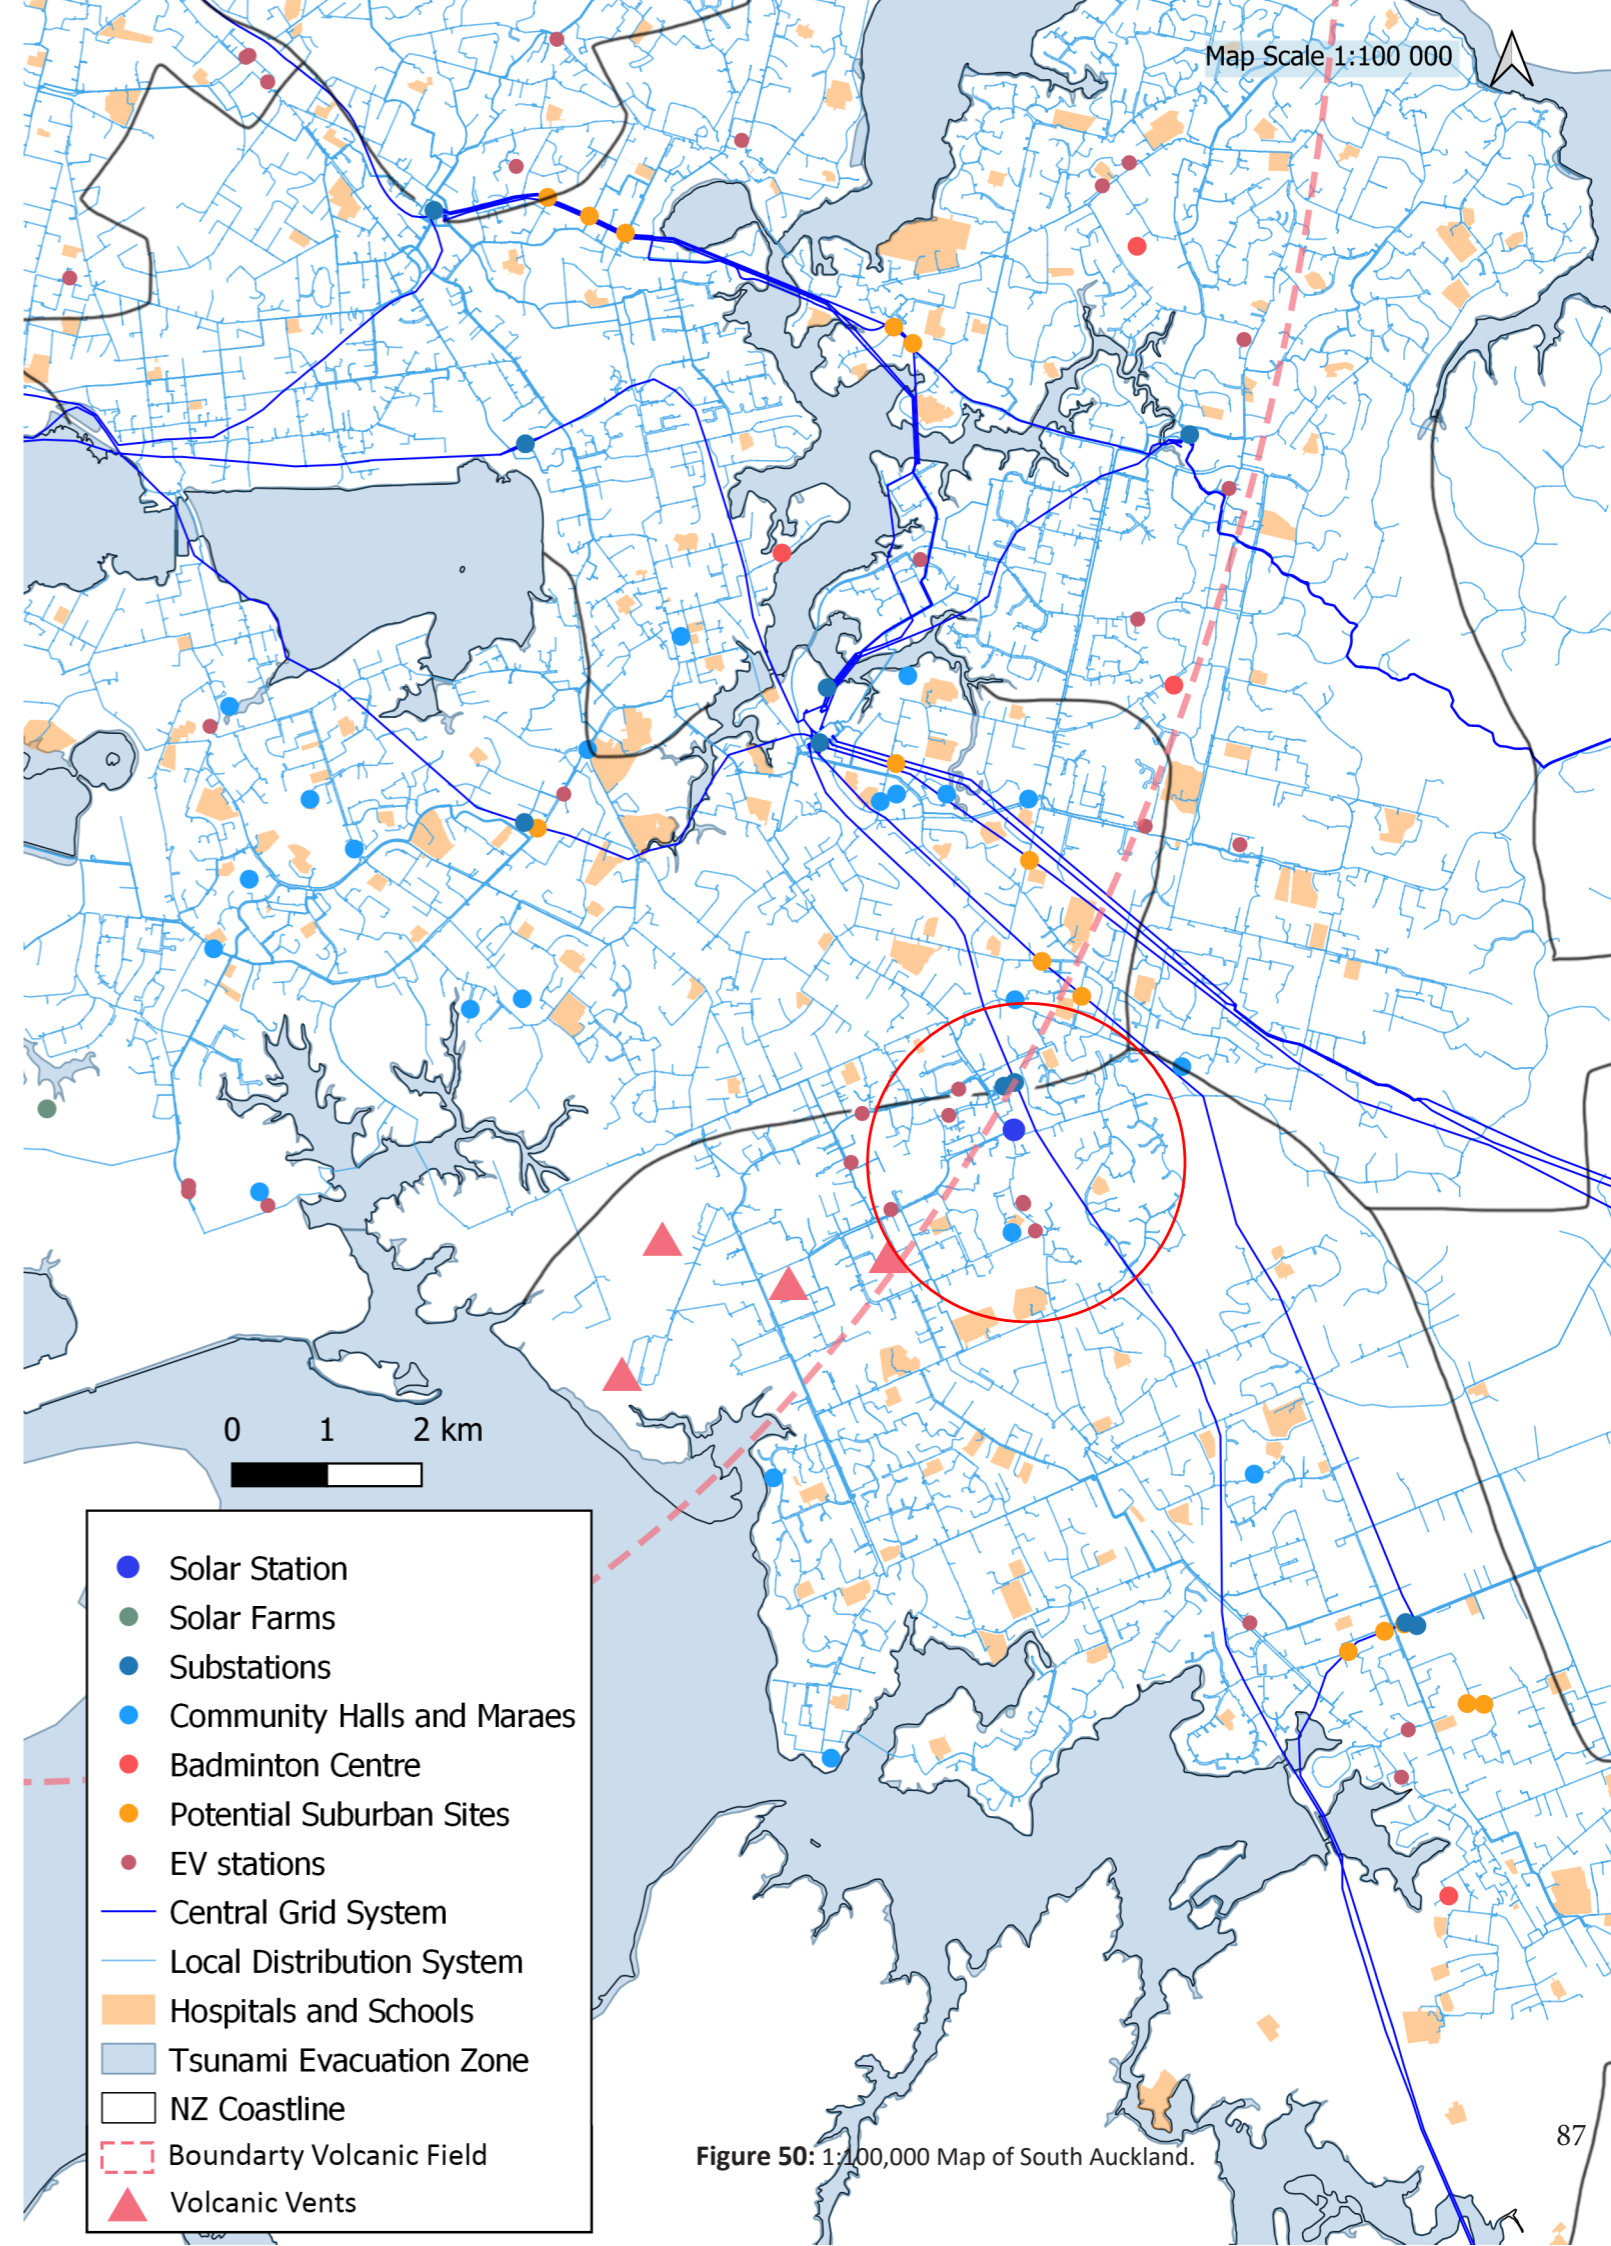 Map Scale 1:100 000
0 1 2 km
Solar Station
Solar Farms
Substations
Community Halls and Maraes
Badminton Centre
Potential Suburban Sites
EV stations
Central Grid System
Local Distribution System
Hospitals and Schools
Tsunami Evacuation Zone
NZ Coastline
Boundarty Volcanic Field
Volcanic Vents
Figure 50: 1:100,000 Map of South Auckland.
87